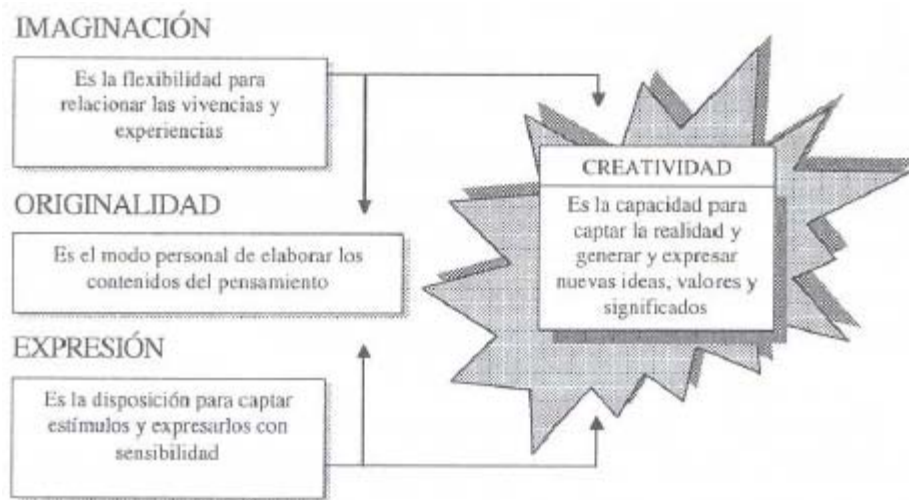 IMAGINACIÓN
Es la flexibilidad para
relacionar las vivencias y
experiencias
ORIGINALIDAD
Es el modo personal de elaborar los
contenidos del pensamiento
EXPRESIÓN
Es la disposición para captar
estímulos y expresarlos con
sensibilidad
CREATIVIDAD
Es la capacidad para
captar la realidad y
generar y expresar
nuevas ideas, valores y
significados